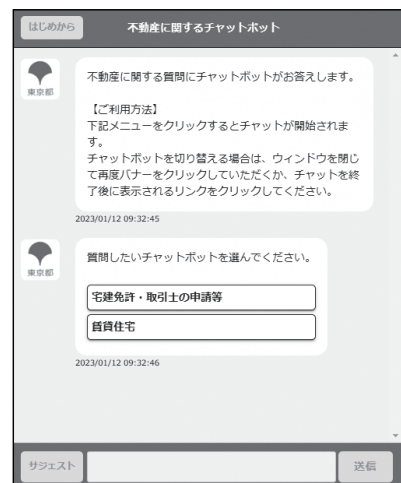 はじめから
不動産に関するチャットボット
東京都
不動産に関する質問にチャットボットがお答えします。
【ご利用方法】
下記メニューをクリックするとチャットが開始されま
す。
チャットボットを切り替える場合は、ウィンドウを閉じ
て再度バナーをクリックしていただくか、チャットを終
了後に表示されるリンクをクリックしてください。
2023/01/12 09:32:45
東京都
質問したいチャットボットを選んでください。
宅建免許・取引士の申請等
賃貸住宅
2023/01/12 09:32:46
サジェスト
送信